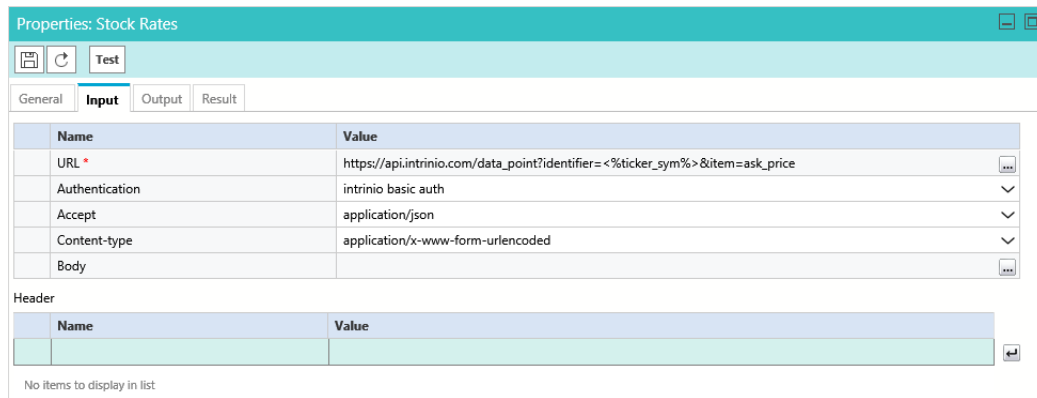 Properties: Stock Rates
Test
General Input Output Result
Name Value
URL * https://api.intrinio.com/data_point?identifier=<%ticker_sym%>&item=ask_price ...
Authentication intrinio basic auth
Accept application/json
Content-type application/x-www-form-urlencoded
Body ...
Header
Name Value
No items to display in list